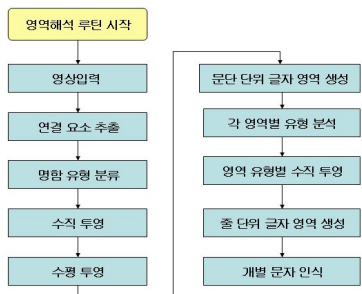 영역해석 루틴 시작
영상입력
연결 요소 추출
명함 유형 분류
수직 투영
수평 투영
문단 단위 글자 영역 생성
각 영역별 유형 분석
영역 유형별 수직 투영
줄 단위 글자 영역 생성
개별 문자 인식